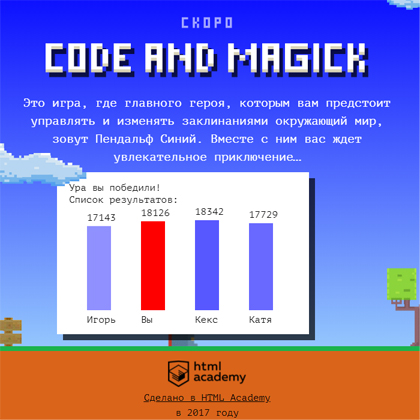 СКОРО
CODE AND MAGICK
Это игра, где главного героя, которым вам предстоит
управлять и изменять заклинаниями окружающий мир,
зовут Пендальф Синий. Вместе с ним вас ждет
увлекательное приключение…
Ура вы победили!
Список результатов:
17143 18126 18342 17729
Игорь Вы Кекс Катя
html
academy
Сделано в HTML Academy
в 2017 году